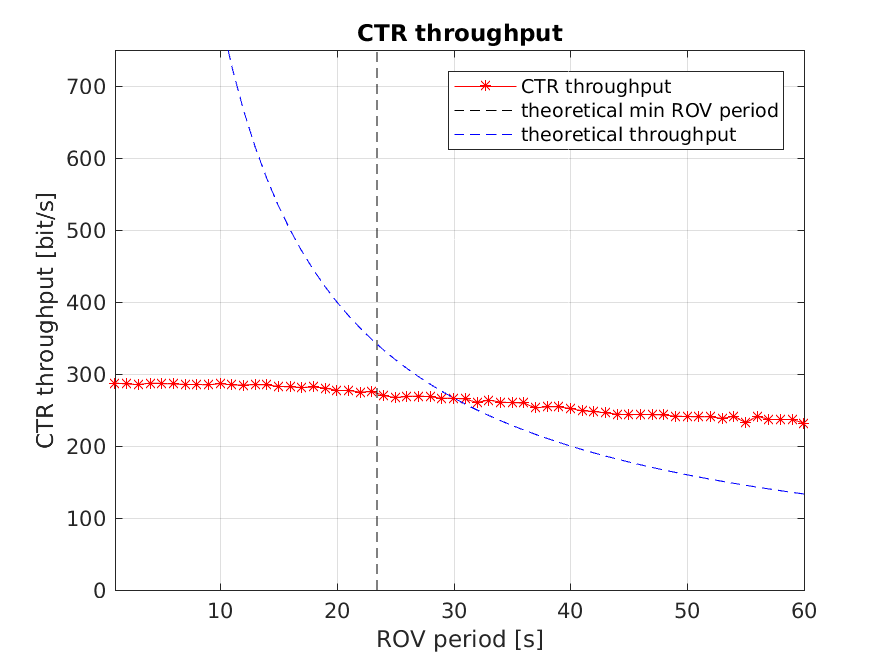 CTR throughput
CTR throughput [bit/s]
700
600
500
400
300
200
100
0
CTR throughput
theoretical min ROV period
theoretical throughput
10 20 30 40 50 60
ROV period [s]